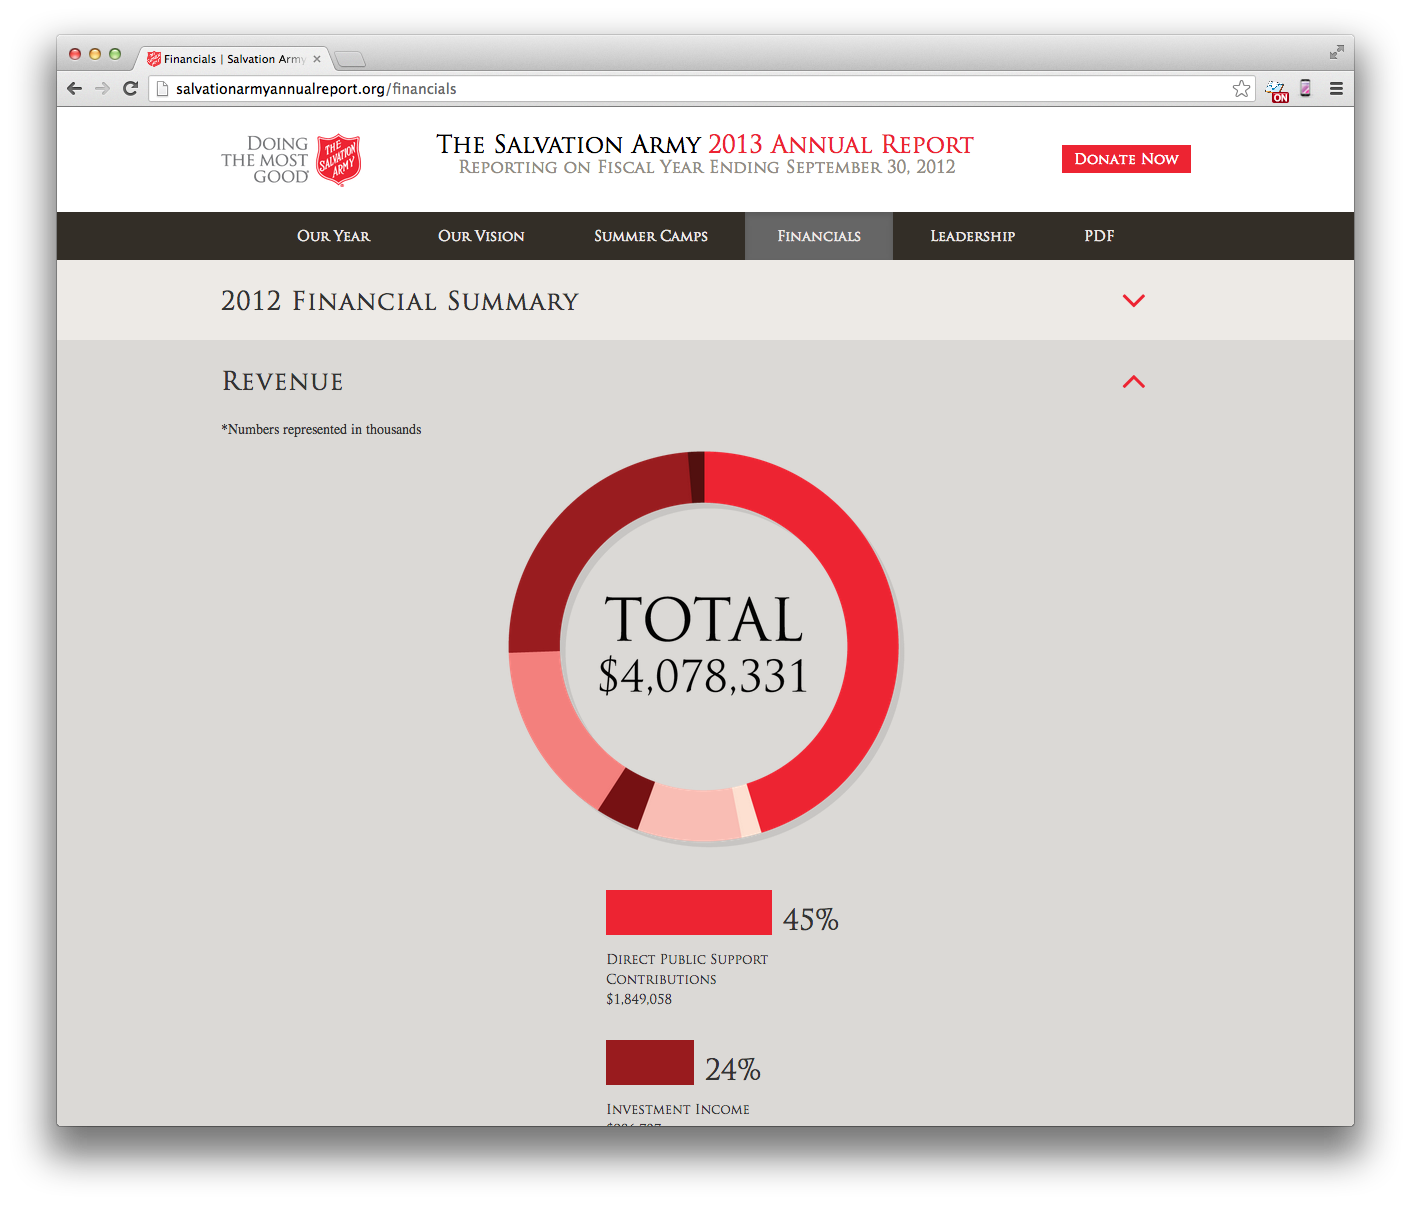 Financials | Salvation Army
salvationarmyannualreport.org/financials
ON
Doing
the most
good
The
Salvation
Army
The Salvation Army 2013 Annual Report
Reporting on Fiscal Year Ending September 30, 2012
Donate Now
Our Year
Our Vision
Summer Camps
Financials
Leadership
PDF
2012 Financial Summary
Revenue
*Numbers represented in thousands
TOTAL
$4,078,331
45%
Direct Public Support
Contributions
$1,849,058
24%
Investment Income